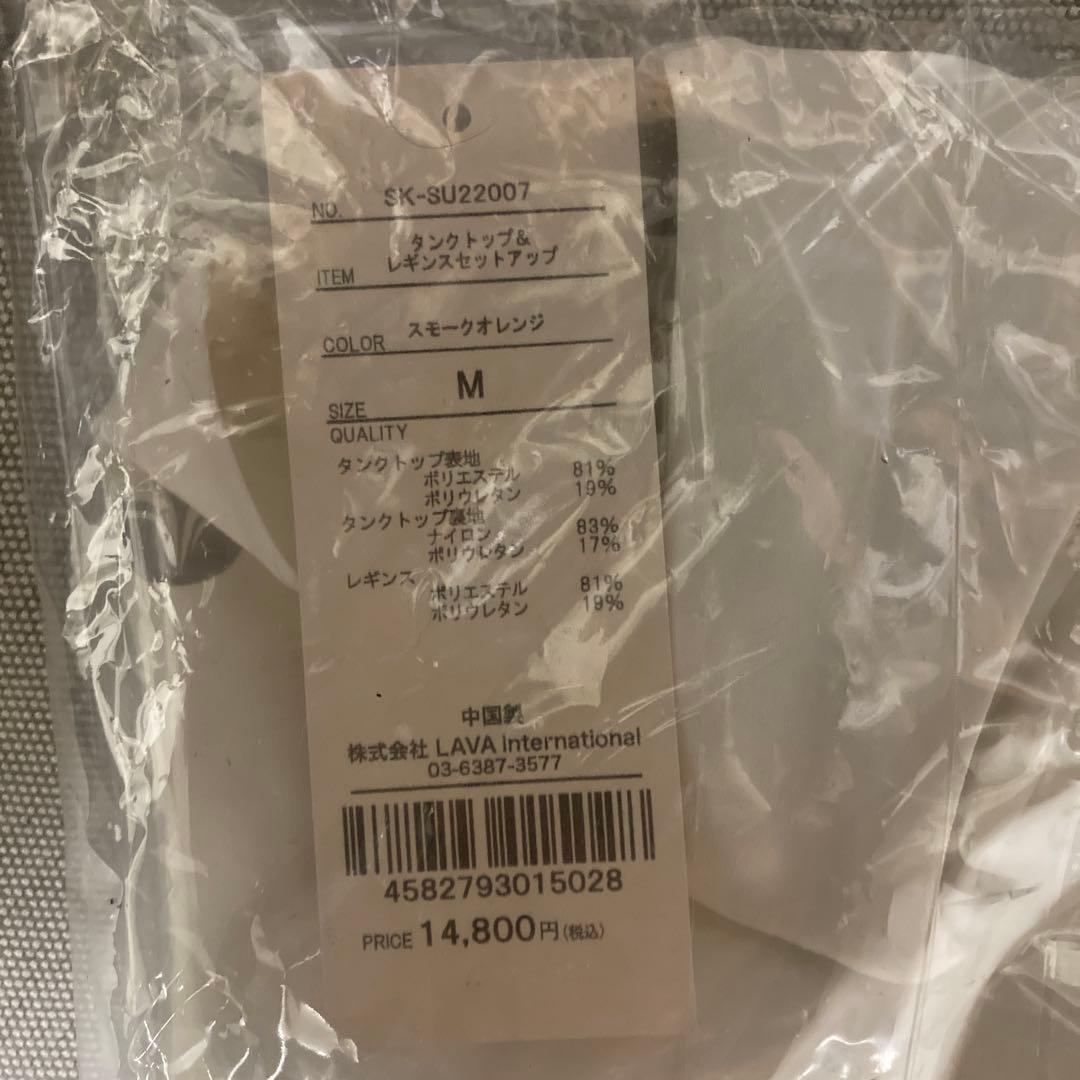 NO. SK-SU22007
タンクトップ&
ITEM レギンスセットアップ
COLOR スモークオレンジ
SIZE M
QUALITY
タンクトップ表地
ポリエステル 81%
ポリウレタン 19%
タンクトップ裏地
ナイロン 83%
ポリウレタン 17%
レギンス
ポリエステル 81%
ポリウレタン 19%
中国製
株式会社 LAVA International
03-6387-3577
4582793015028
PRICE 14,800円(税込)